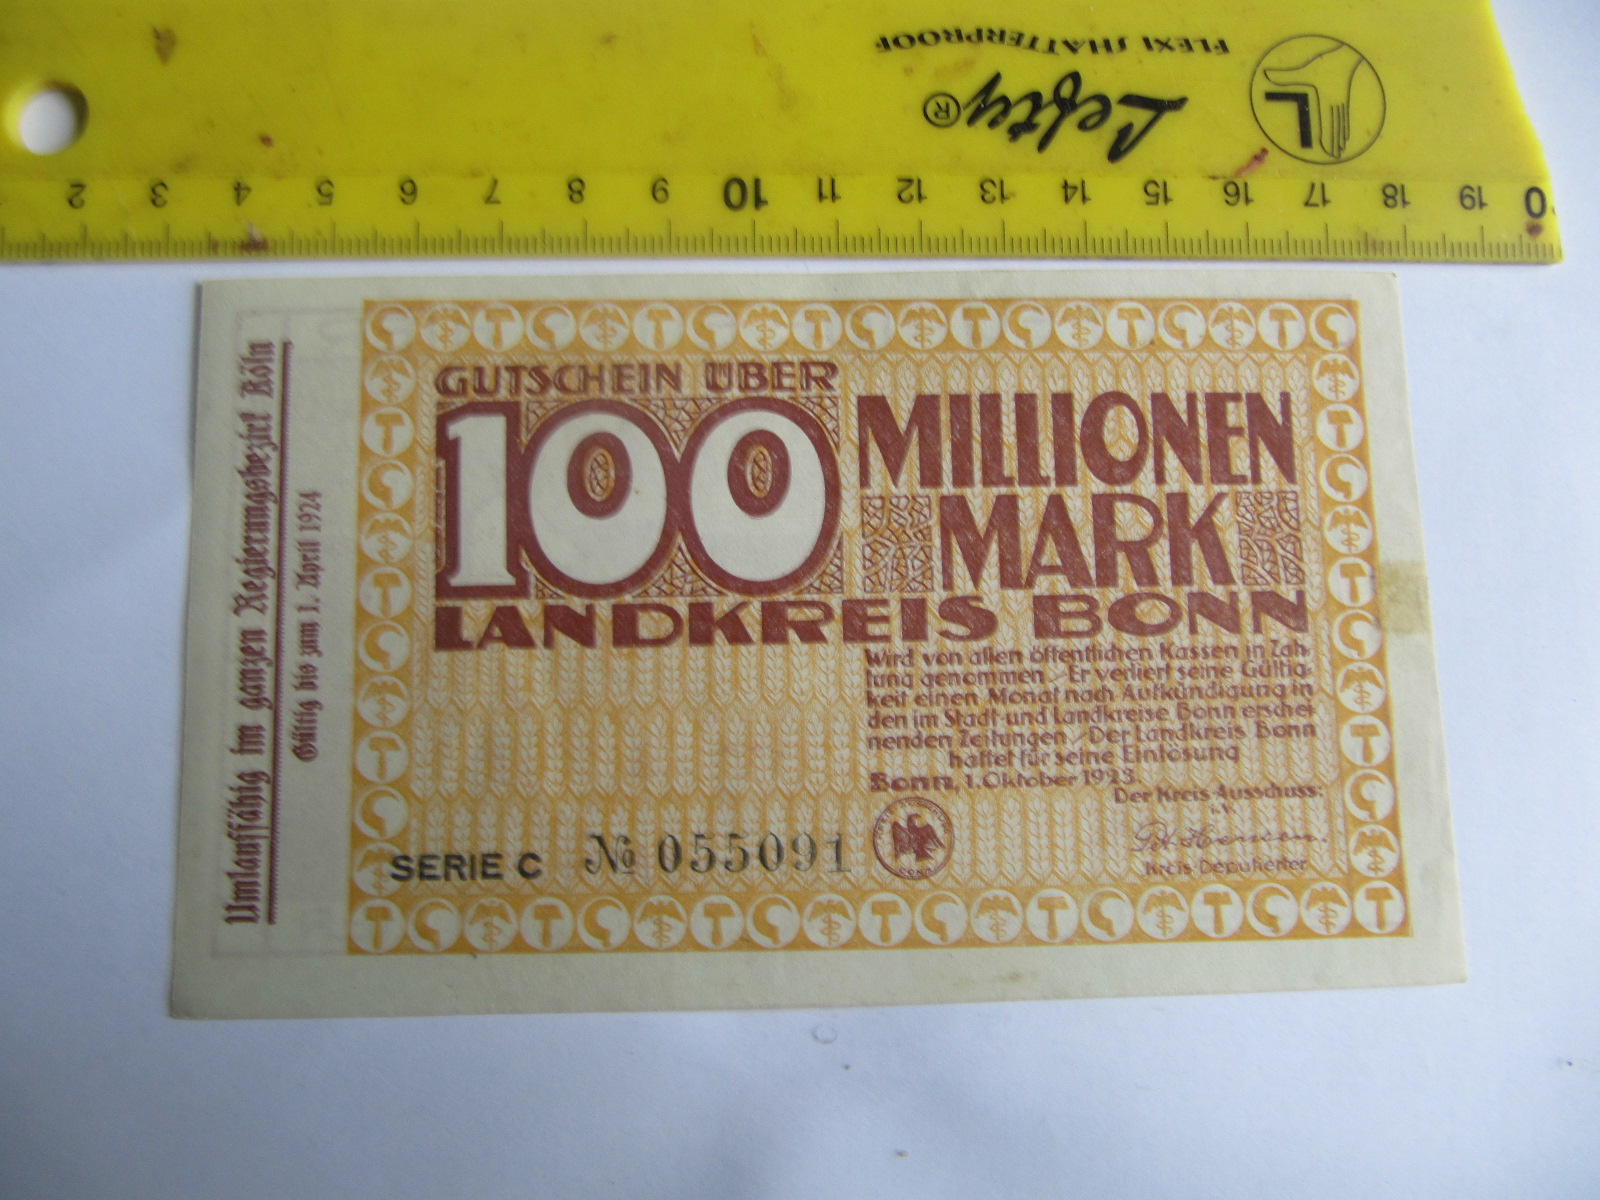 FLEXI SHATTERPROOF
Lefty®
L
2 3 4 5 6 7 8 9 10 11 12 13 14 15 16 17 18 19 0
Umlauffähig im ganzen Regierungsbezirk Köln
Gültig bis zum 1. April 1924
GUTSCHEIN ÜBER
100 MILLIONEN
MARK
LANDKREIS BONN
Wird von allen öffentlichen Kassen in Zah-
lung genommen. Er verliert seine Gültig-
keit einen Monat nach Aufkündigung in
den im Stadt- und Landkreise Bonn erschei-
nenden Zeitungen. Der Landkreis Bonn
haftet für seine Einlösung
Bonn, 1. Oktober 1923.
Der Kreis-Ausschuss:
i.V.
Kreis-Deputierter
SERIE C № 055091